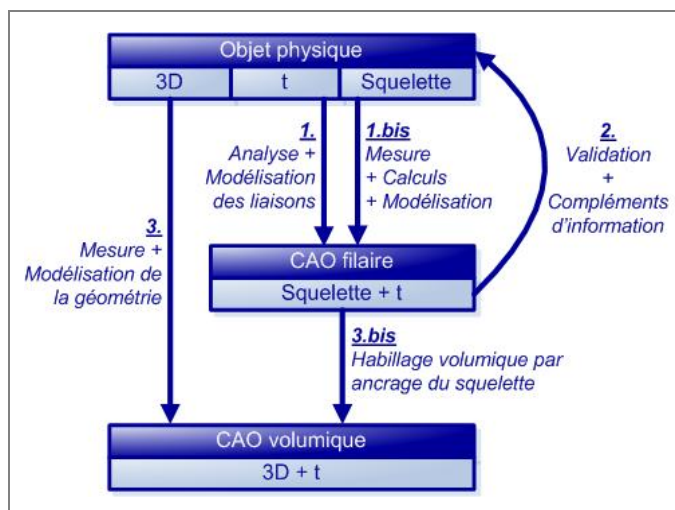 Objet physique
3D
t
Squelette
1.
Analyse +
Modélisation
des liaisons
1.bis
Mesure
+ Calculs
+ Modélisation
2.
Validation
+
Compléments
d'information
3.
Mesure +
Modélisation de
la géométrie
CAO filaire
Squelette + t
3.bis
Habillage volumique par
ancrage du squelette
CAO volumique
3D + t